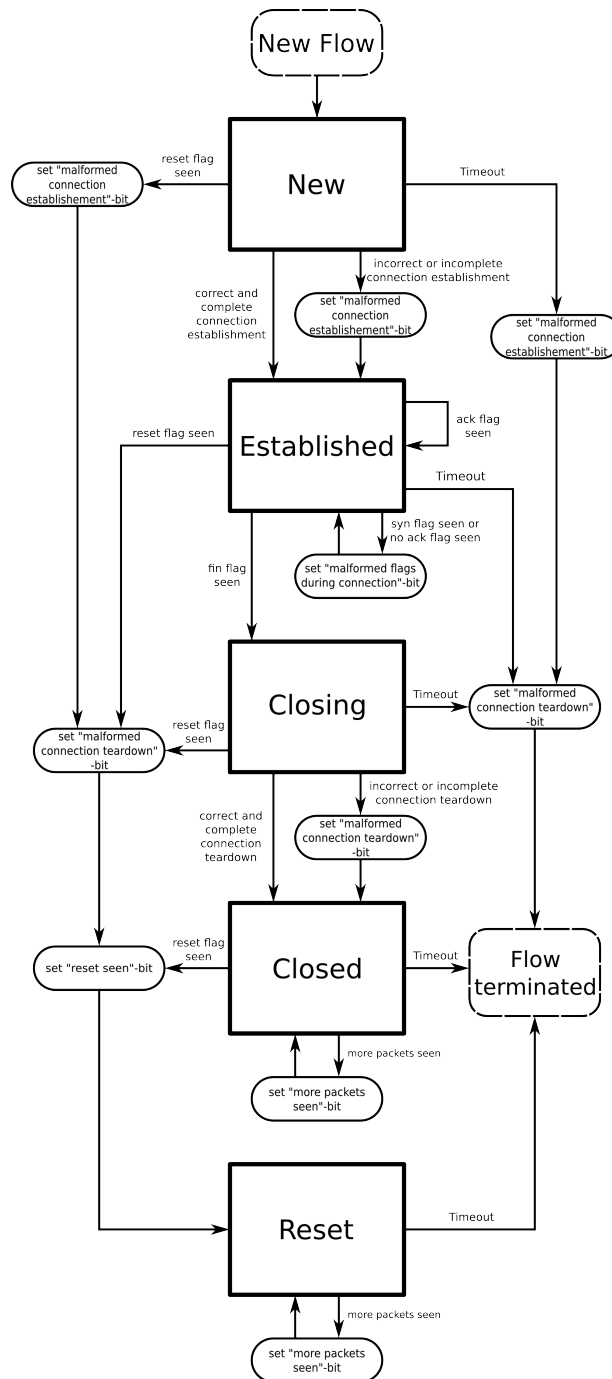 New Flow
New
reset flag
seen
set "malformed
connection
establishement"-bit
Timeout
incorrect or incomplete
connection establishment
correct and
complete
connection
establishment
set "malformed
connection
establishement"-bit
set "malformed
connection
establishement"-bit
Established
ack flag
seen
reset flag seen
Timeout
syn flag seen or
no ack flag seen
set "malformed flags
during connection"-bit
fin flag
seen
Closing
Timeout
set "malformed
connection teardown"
-bit
reset flag
seen
set "malformed
connection teardown"
-bit
incorrect or incomplete
connection teardown
correct and
complete
connection
teardown
set "malformed
connection teardown"
-bit
Closed
reset flag
seen
set "reset seen"-bit
Timeout
Flow
terminated
more packets seen
set "more packets
seen"-bit
Reset
Timeout
more packets seen
set "more packets
seen"-bit